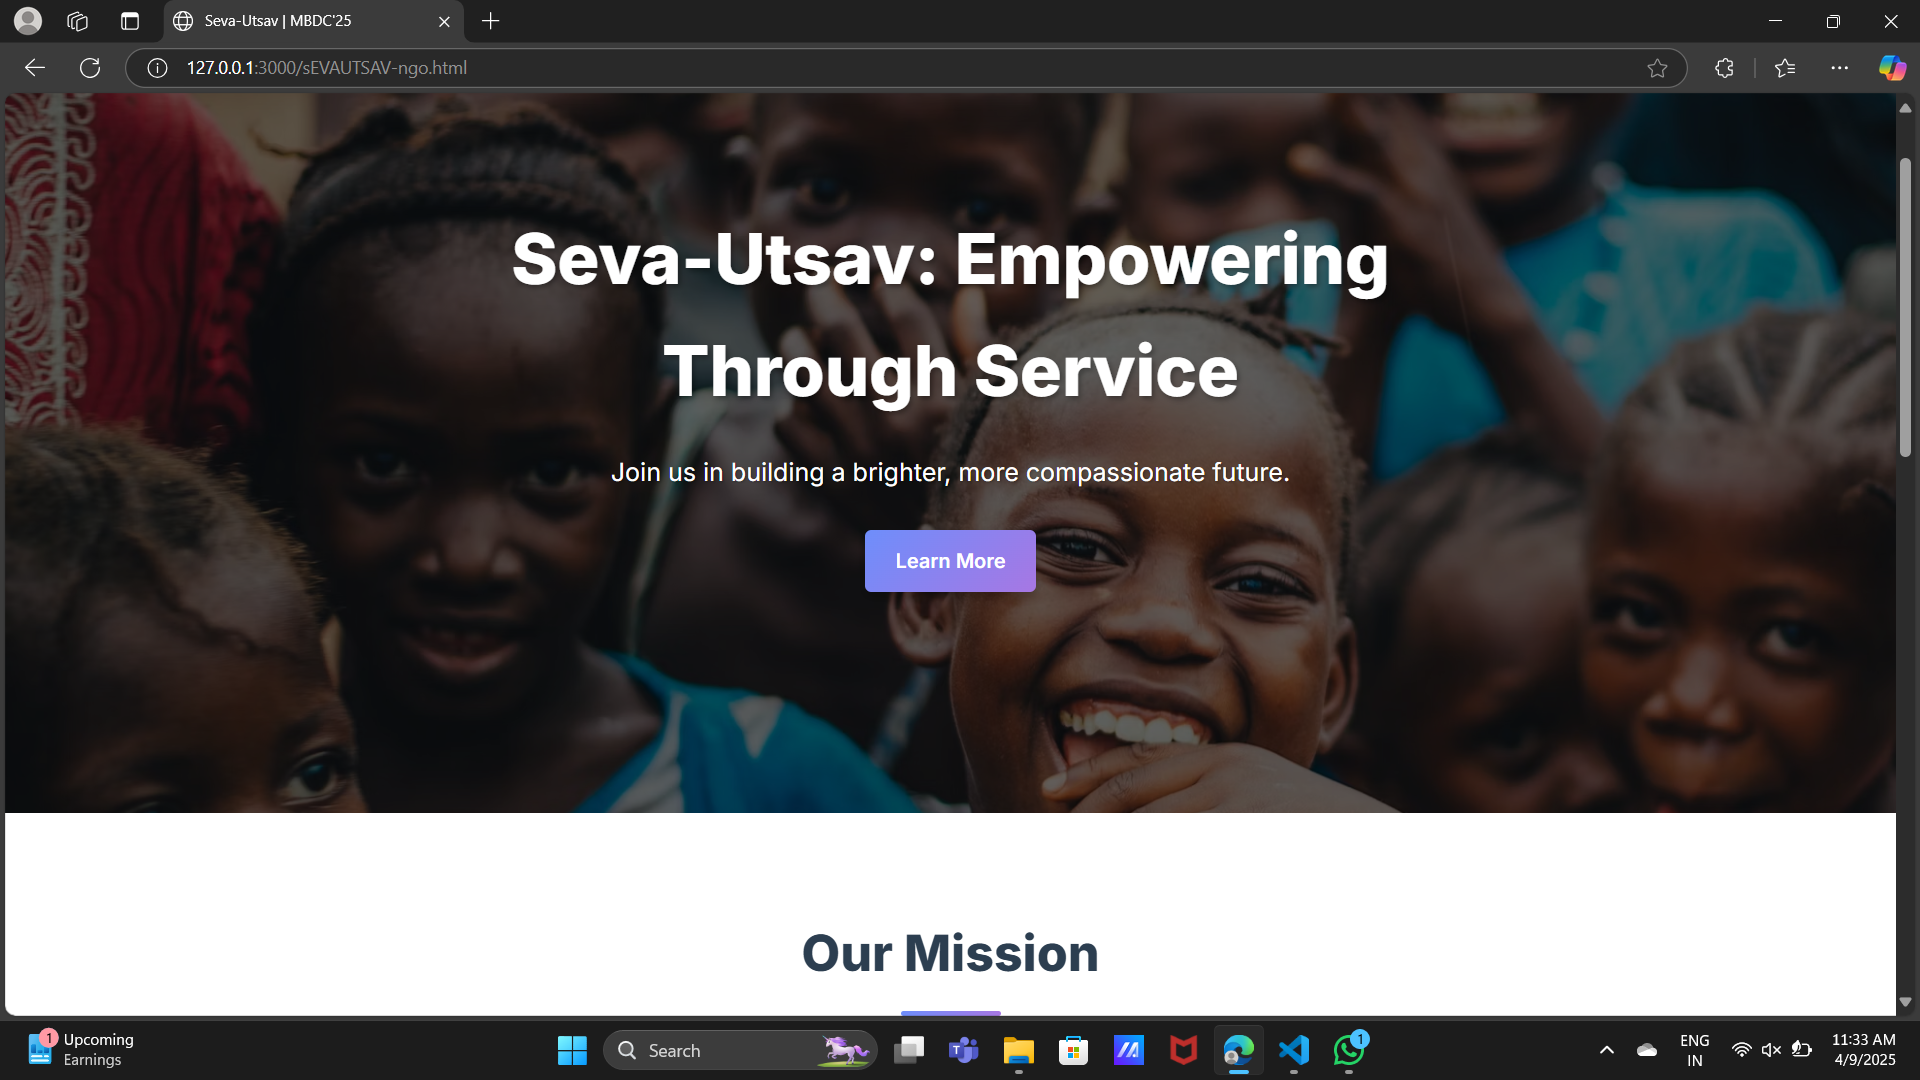 Seva-Utsav | MBDC'25
127.0.0.1:3000/sEVAUTSAV-ngo.html
Seva-Utsav: Empowering
Through Service
Join us in building a brighter, more compassionate future.
Learn More
Our Mission
1
Upcoming
Earnings
Search
T
1
ENG
IN
11:33 AM
4/9/2025